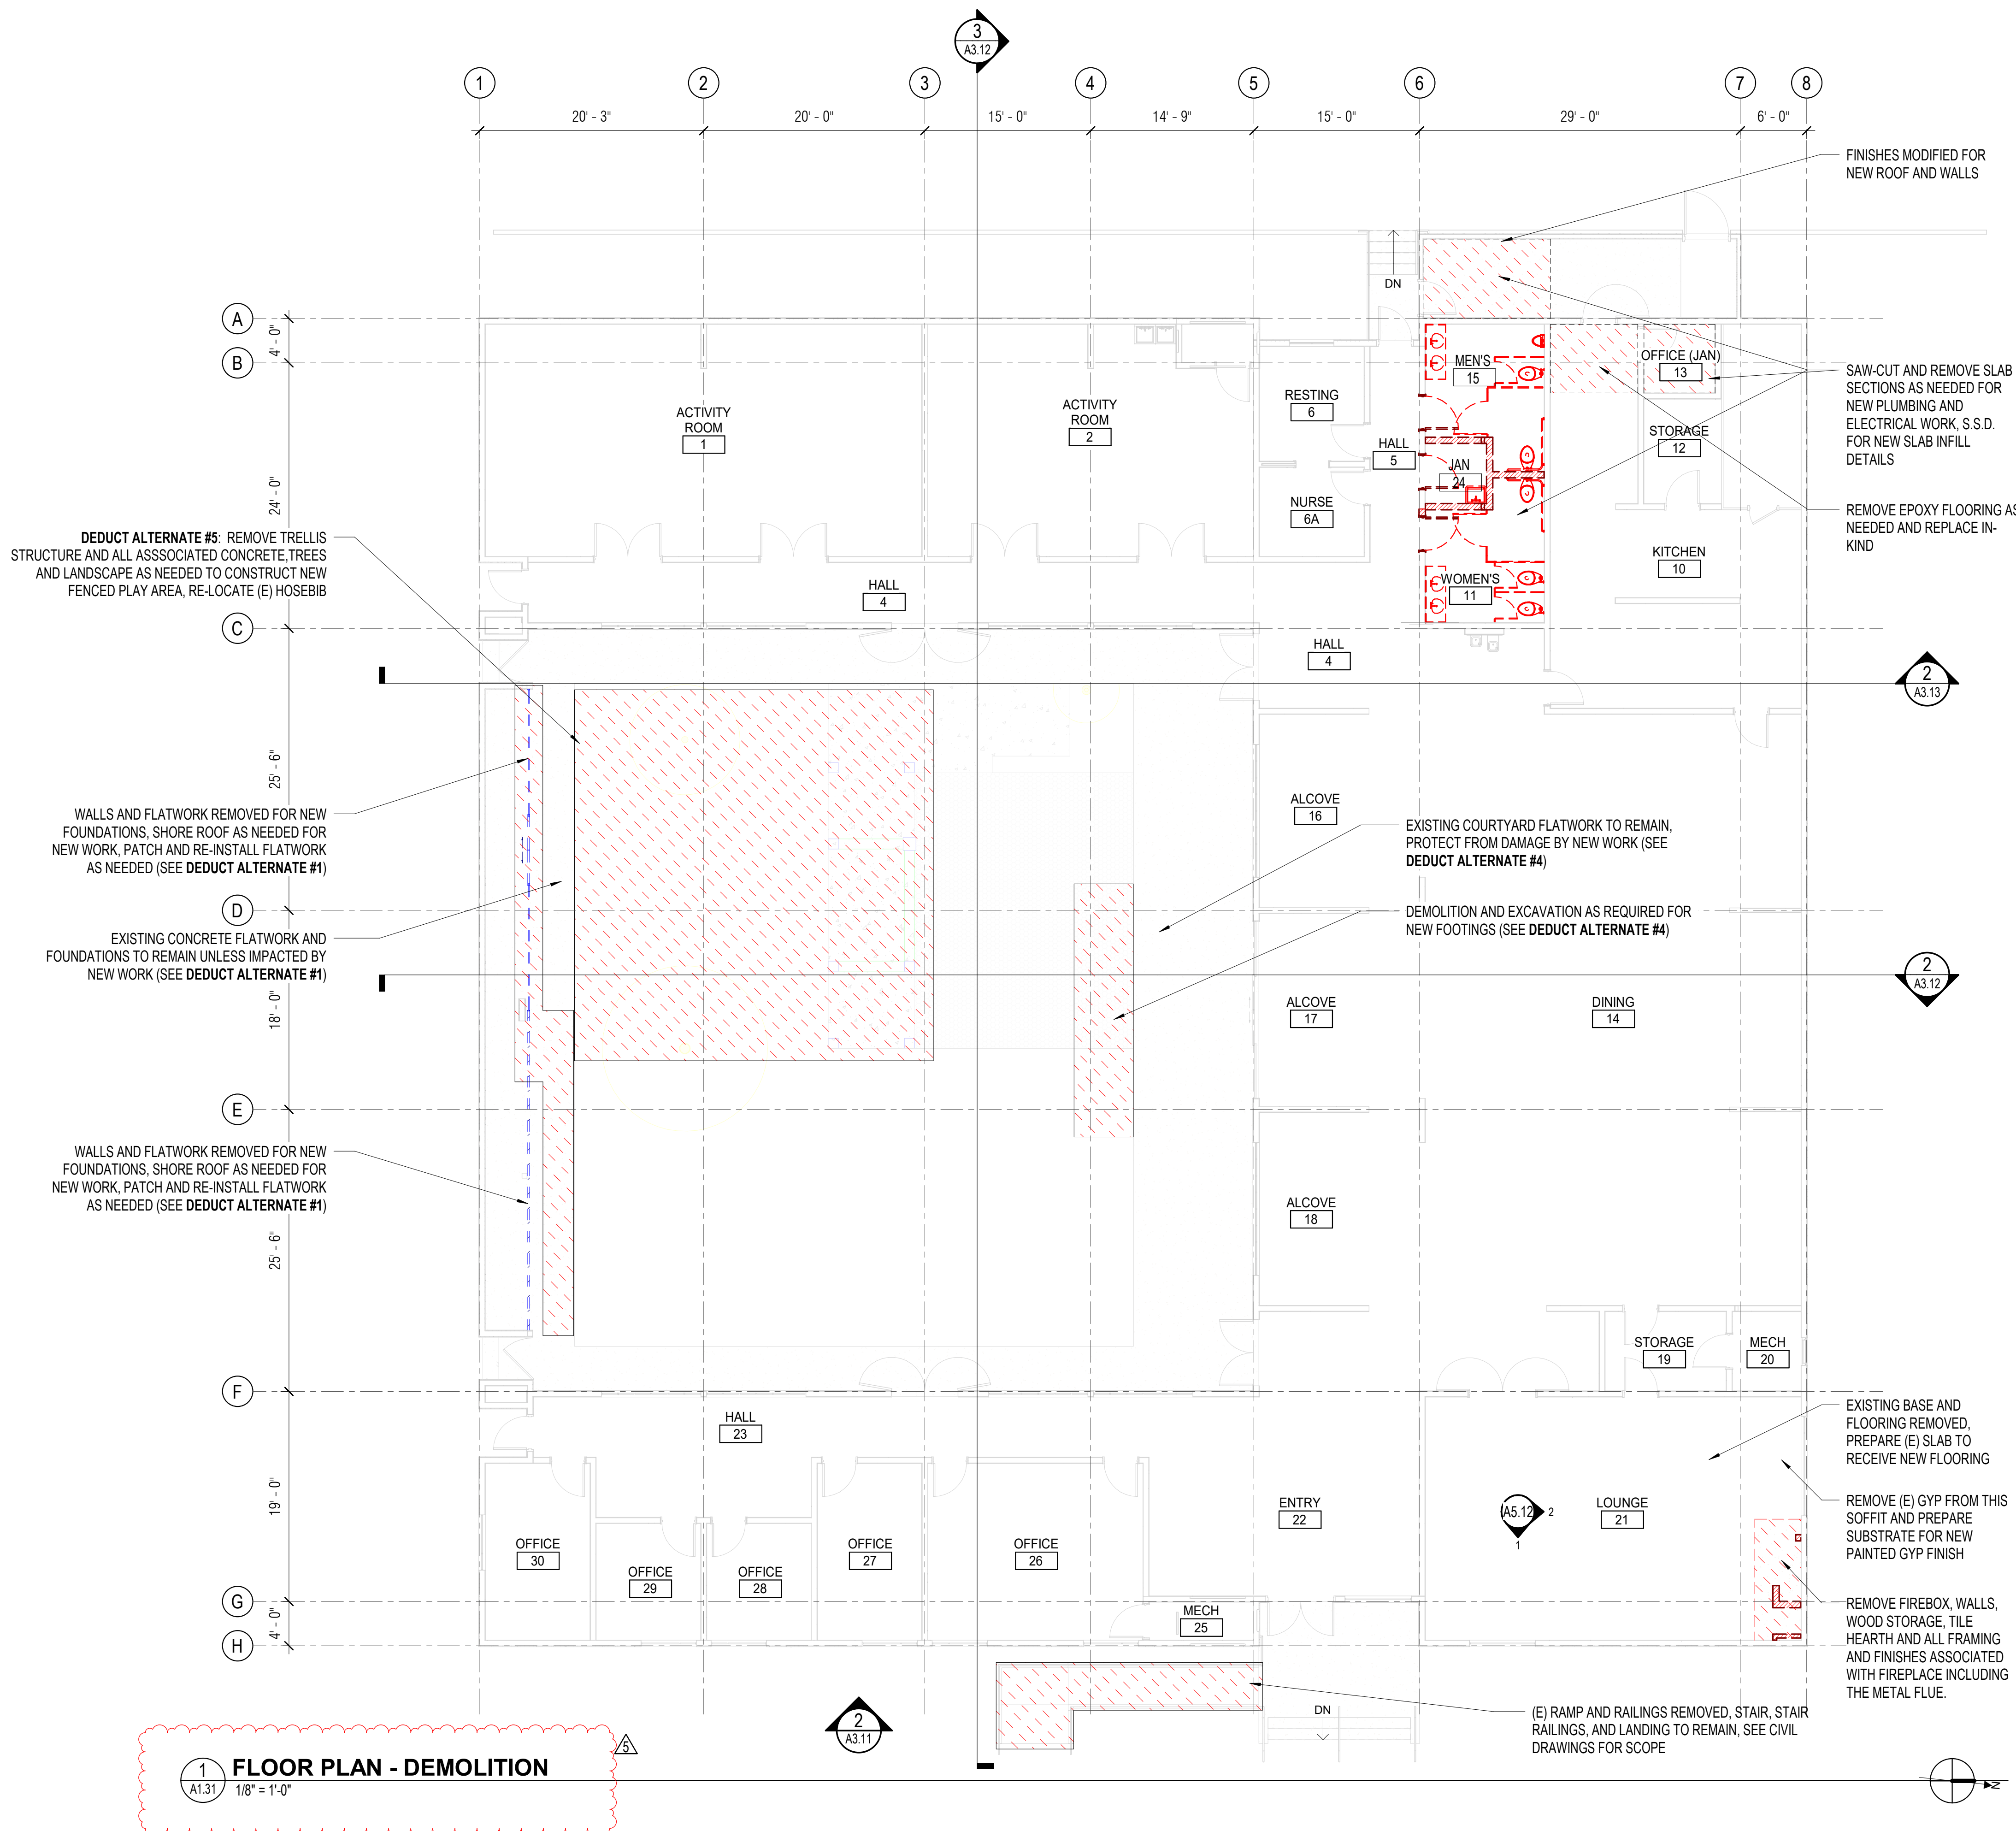 3
A3.12
1
2
3
4
5
6
7
8
20' - 3"
20' - 0"
15' - 0"
14' - 9"
15' - 0"
29' - 0"
6' - 0"
FINISHES MODIFIED FOR
NEW ROOF AND WALLS
DN
A
4' - 0"
B
24' - 0"
MEN'S
15
OFFICE (JAN)
13
SAW-CUT AND REMOVE SLAB
SECTIONS AS NEEDED FOR
NEW PLUMBING AND
ELECTRICAL WORK, S.S.D.
FOR NEW SLAB INFILL
DETAILS
ACTIVITY
ROOM
1
ACTIVITY
ROOM
2
RESTING
6
HALL
5
STORAGE
12
JAN
24
NURSE
6A
REMOVE EPOXY FLOORING AS
NEEDED AND REPLACE IN-
KIND
DEDUCT ALTERNATE #5: REMOVE TRELLIS
STRUCTURE AND ALL ASSSOCIATED CONCRETE,TREES
AND LANDSCAPE AS NEEDED TO CONSTRUCT NEW
FENCED PLAY AREA, RE-LOCATE (E) HOSEBIB
KITCHEN
10
HALL
4
WOMEN'S
11
C
HALL
4
2
A3.13
25' - 6"
WALLS AND FLATWORK REMOVED FOR NEW
FOUNDATIONS, SHORE ROOF AS NEEDED FOR
NEW WORK, PATCH AND RE-INSTALL FLATWORK
AS NEEDED (SEE DEDUCT ALTERNATE #1)
ALCOVE
16
EXISTING COURTYARD FLATWORK TO REMAIN,
PROTECT FROM DAMAGE BY NEW WORK (SEE
DEDUCT ALTERNATE #4)
D
DEMOLITION AND EXCAVATION AS REQUIRED FOR
NEW FOOTINGS (SEE DEDUCT ALTERNATE #4)
EXISTING CONCRETE FLATWORK AND
FOUNDATIONS TO REMAIN UNLESS IMPACTED BY
NEW WORK (SEE DEDUCT ALTERNATE #1)
2
A3.12
18' - 0"
ALCOVE
17
DINING
14
E
WALLS AND FLATWORK REMOVED FOR NEW
FOUNDATIONS, SHORE ROOF AS NEEDED FOR
NEW WORK, PATCH AND RE-INSTALL FLATWORK
AS NEEDED (SEE DEDUCT ALTERNATE #1)
ALCOVE
18
25' - 6"
STORAGE
19
MECH
20
F
HALL
23
EXISTING BASE AND
FLOORING REMOVED,
PREPARE (E) SLAB TO
RECEIVE NEW FLOORING
19' - 0"
ENTRY
22
A5.12
2
1
LOUNGE
21
REMOVE (E) GYP FROM THIS
SOFFIT AND PREPARE
SUBSTRATE FOR NEW
PAINTED GYP FINISH
OFFICE
30
OFFICE
29
OFFICE
28
OFFICE
27
OFFICE
26
G
4' - 0"
H
MECH
25
REMOVE FIREBOX, WALLS,
WOOD STORAGE, TILE
HEARTH AND ALL FRAMING
AND FINISHES ASSOCIATED
WITH FIREPLACE INCLUDING
THE METAL FLUE.
DN
(E) RAMP AND RAILINGS REMOVED, STAIR, STAIR
RAILINGS, AND LANDING TO REMAIN, SEE CIVIL
DRAWINGS FOR SCOPE
2
A3.11
5
1
A1.31
FLOOR PLAN - DEMOLITION
1/8" = 1'-0"
N